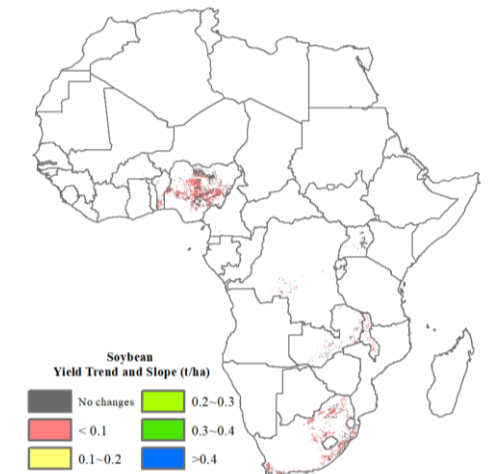 Soybean
Yield Trend and Slope (t/ha)
No changes
0.2~0.3
< 0.1
0.3~0.4
0.1~0.2
>0.4